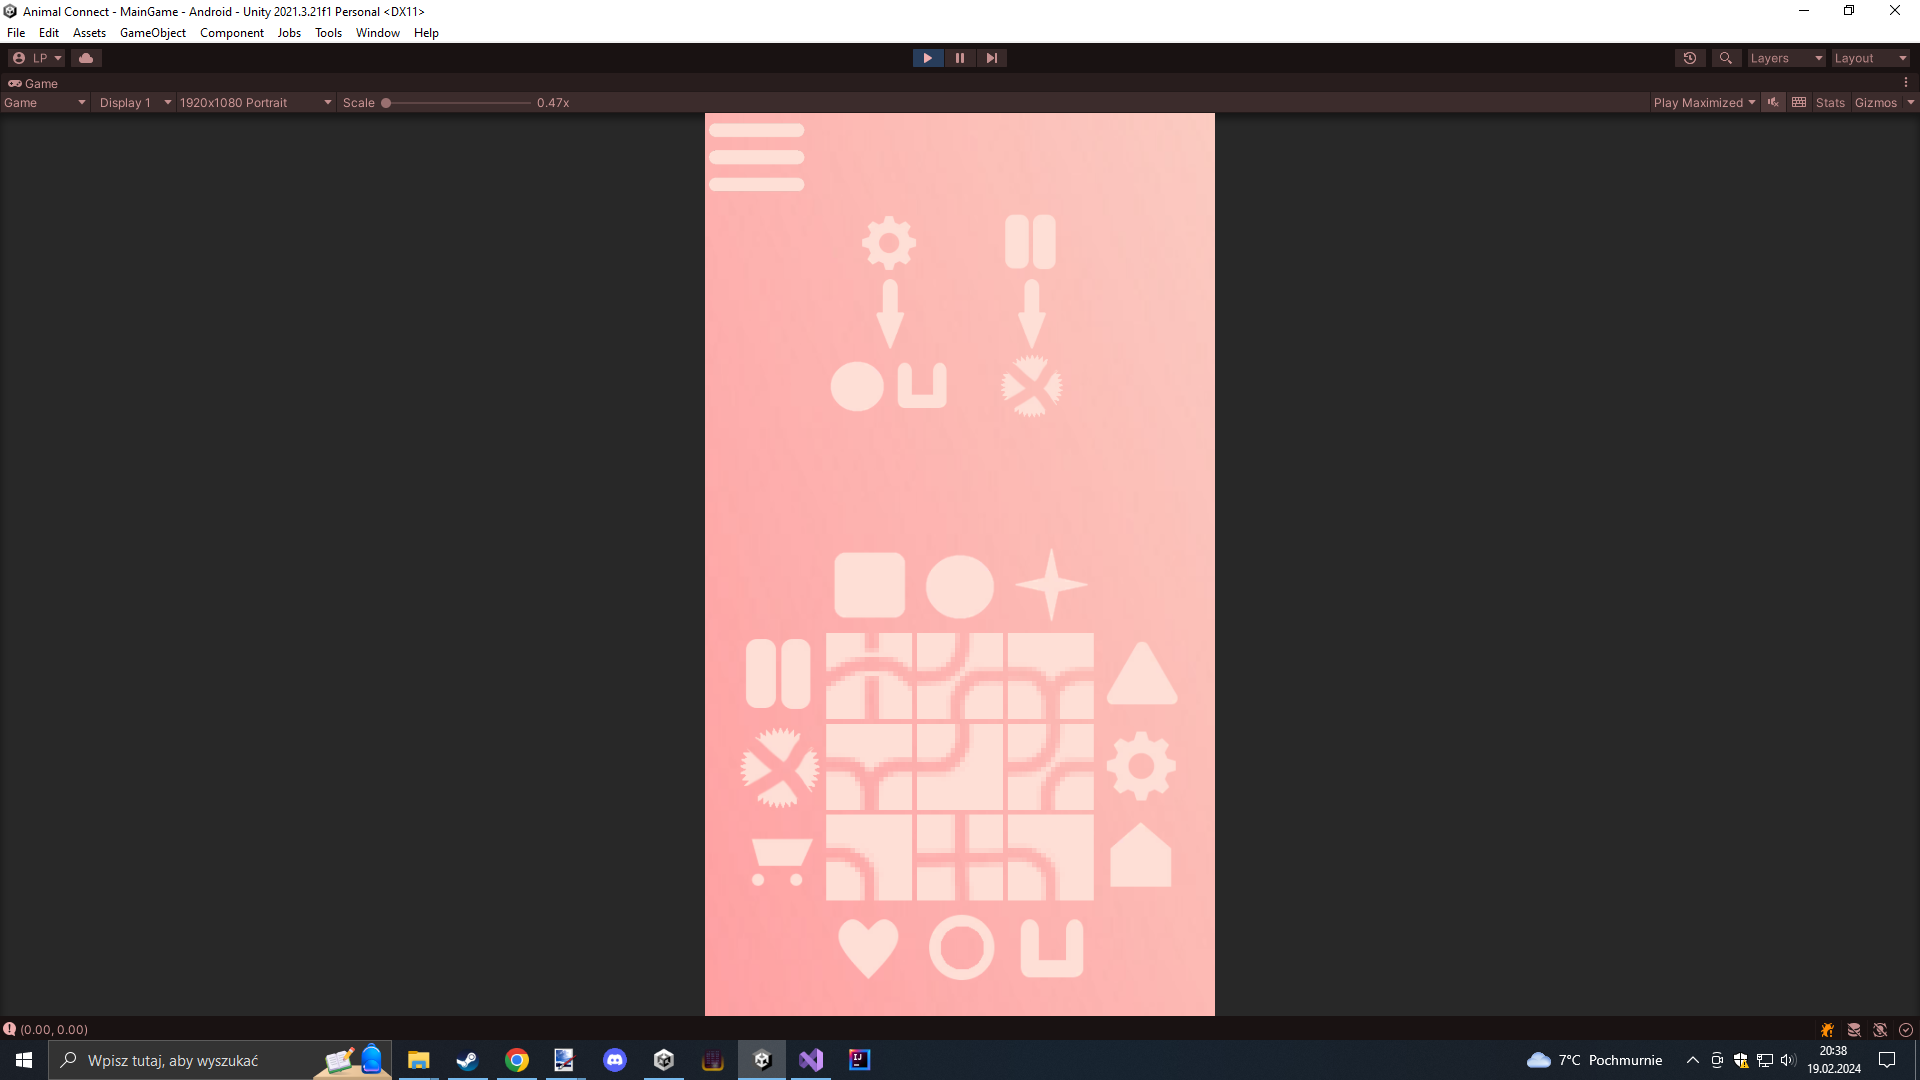 Animal Connect - MainGame - Android - Unity 2021.3.21f1 Personal <DX11>
File Edit Assets GameObject Component Jobs Tools Window Help
LP Layers Layout
Game
Game Display 1 1920x1080 Portrait Scale 0.47x Play Maximized Stats Gizmos
(0.00, 0.00)
Wpisz tutaj, aby wyszukać 7°C Pochmurnie 20:38
19.02.2024